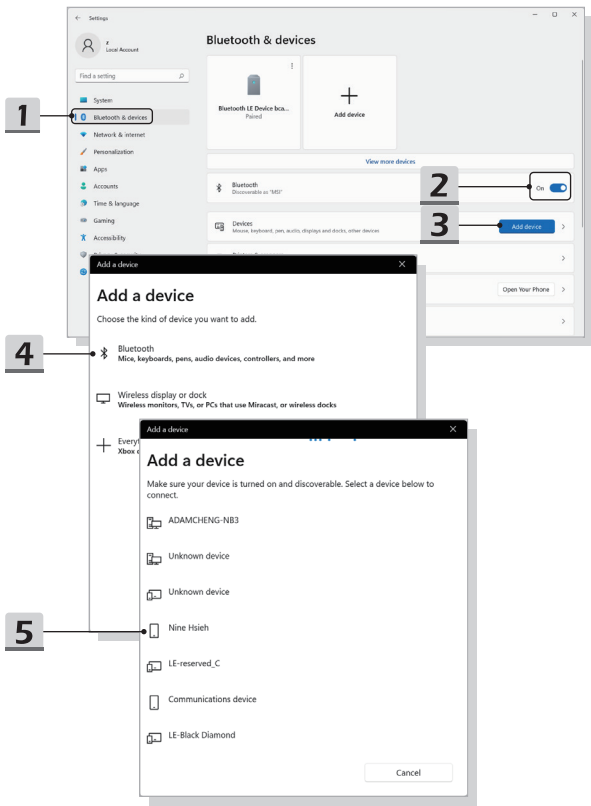 Settings
z
Local Account
Find a setting
System
1
Bluetooth & devices
Network & internet
Personalization
Apps
Accounts
Time & language
Gaming
Accessibility
Bluetooth & devices
Bluetooth LE Device bca...
Paired
Add device
View more devices
Bluetooth
Discoverable as "MSI"
2
On
Devices
Mouse, keyboard, pen, audio, displays and docks, other devices
3
Add device
Open Your Phone
Add a device
Add a device
Choose the kind of device you want to add.
4
Bluetooth
Mice, keyboards, pens, audio devices, controllers, and more
Wireless display or dock
Wireless monitors, TVs, or PCs that use Miracast, or wireless docks
Xbox
Add a device
Add a device
Make sure your device is turned on and discoverable. Select a device below to
connect.
ADAMCHENG-NB3
Unknown device
Unknown device
5
Nine Hsieh
LE-reserved_C
Communications device
LE-Black Diamond
Cancel